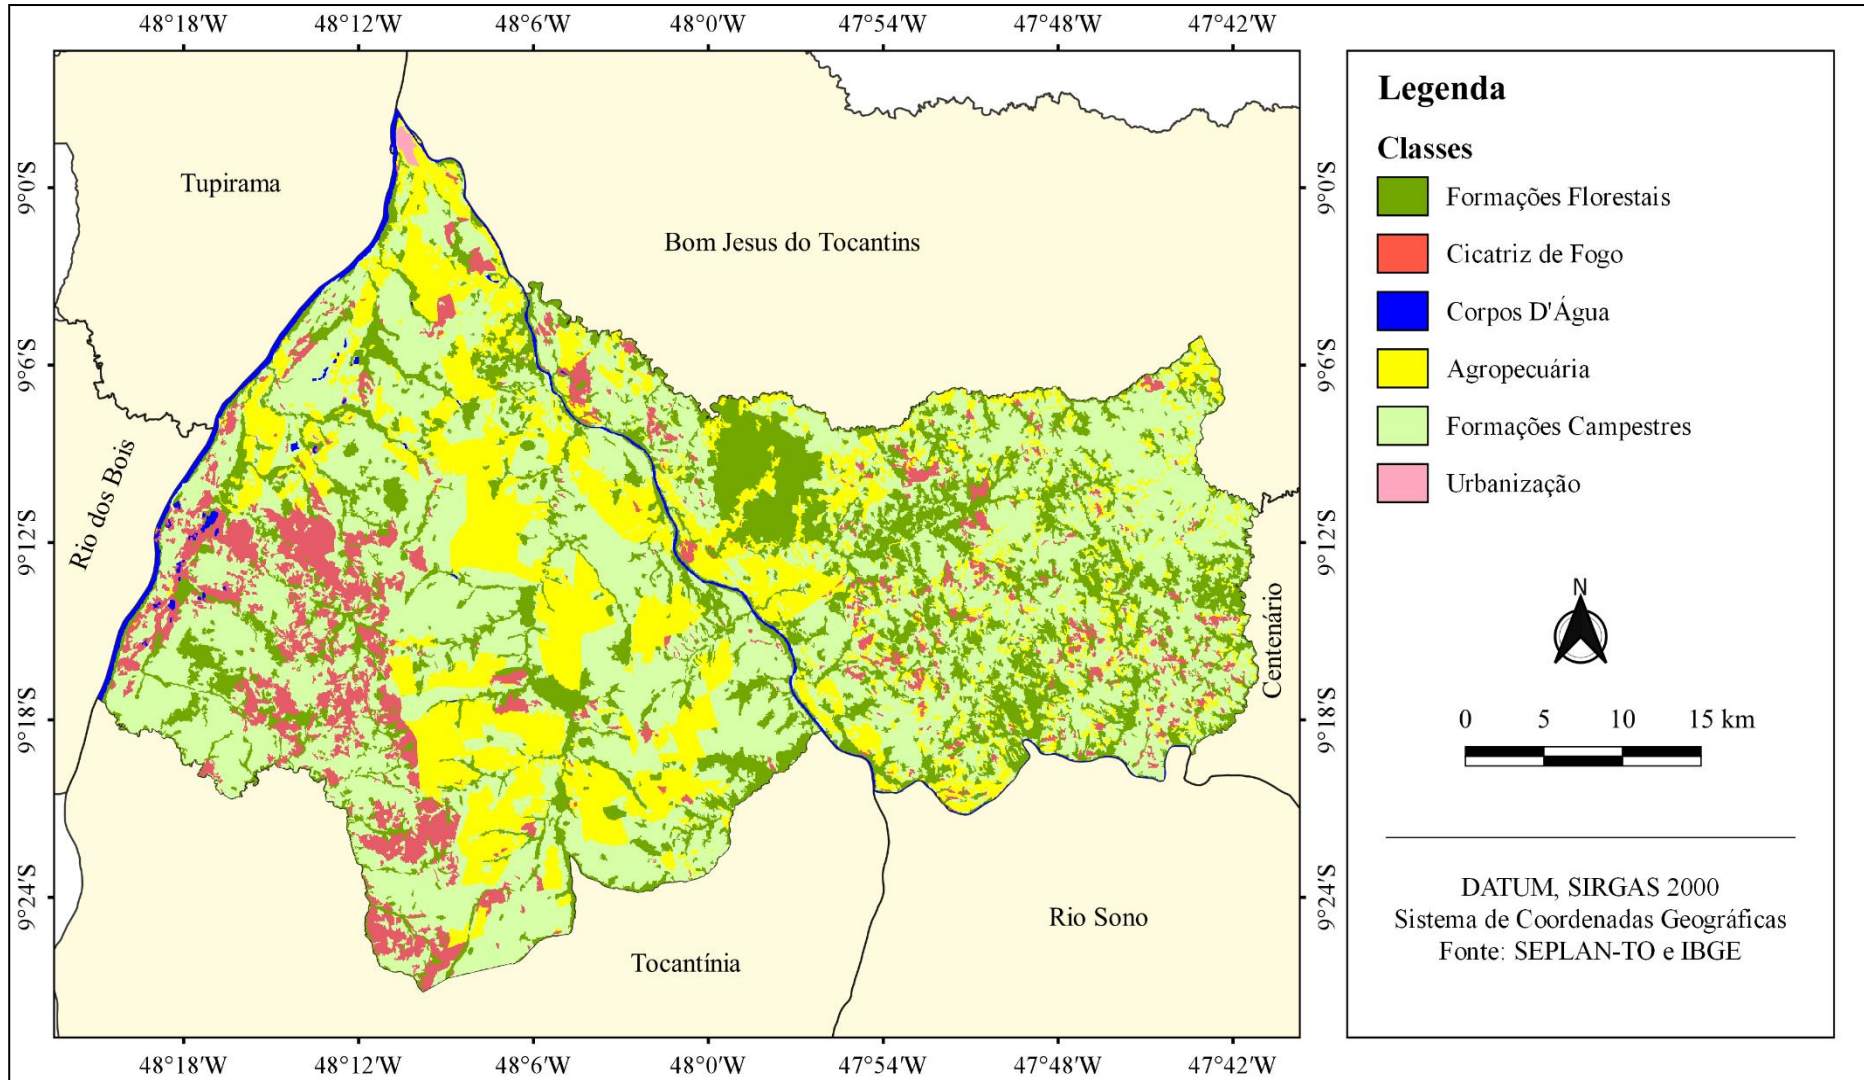 48°18′W 48°12′W 48°6′W 48°0′W 47°54′W 47°48′W 47°42′W
9°0′S
9°6′S
9°12′S
9°18′S
9°24′S
Tupirama
Bom Jesus do Tocantins
Rio dos Bois
Centenário
Rio Sono
Tocantínia
9°0′S
9°6′S
9°12′S
9°18′S
9°24′S
48°18′W 48°12′W 48°6′W 48°0′W 47°54′W 47°48′W 47°42′W
Legenda
Classes
Formações Florestais
Cicatriz de Fogo
Corpos D'Água
Agropecuária
Formações Campestres
Urbanização
N
0 5 10 15 km
DATUM, SIRGAS 2000
Sistema de Coordenadas Geográficas
Fonte: SEPLAN-TO e IBGE